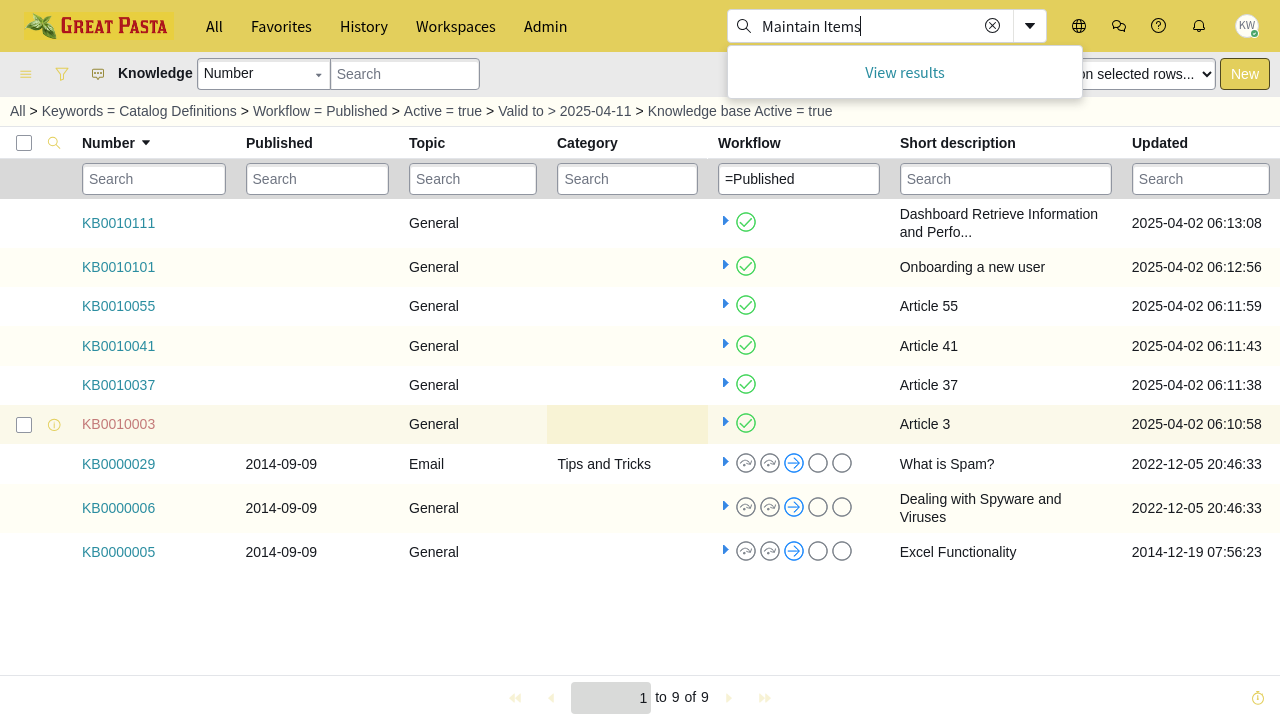 GREAT PASTA All Favorites History Workspaces Admin Maintain Items KW
View results
Knowledge Number Search on selected rows... New
All > Keywords = Catalog Definitions > Workflow = Published > Active = true > Valid to > 2025-04-11 > Knowledge base Active = true
Number Published Topic Category Workflow Short description Updated
Search Search Search Search =Published Search Search
KB0010111 General Dashboard Retrieve Information and Perfo... 2025-04-02 06:13:08
KB0010101 General Onboarding a new user 2025-04-02 06:12:56
KB0010055 General Article 55 2025-04-02 06:11:59
KB0010041 General Article 41 2025-04-02 06:11:43
KB0010037 General Article 37 2025-04-02 06:11:38
KB0010003 General Article 3 2025-04-02 06:10:58
KB0000029 2014-09-09 Email Tips and Tricks What is Spam? 2022-12-05 20:46:33
KB0000006 2014-09-09 General Dealing with Spyware and Viruses 2022-12-05 20:46:33
KB0000005 2014-09-09 General Excel Functionality 2014-12-19 07:56:23
1 to 9 of 9